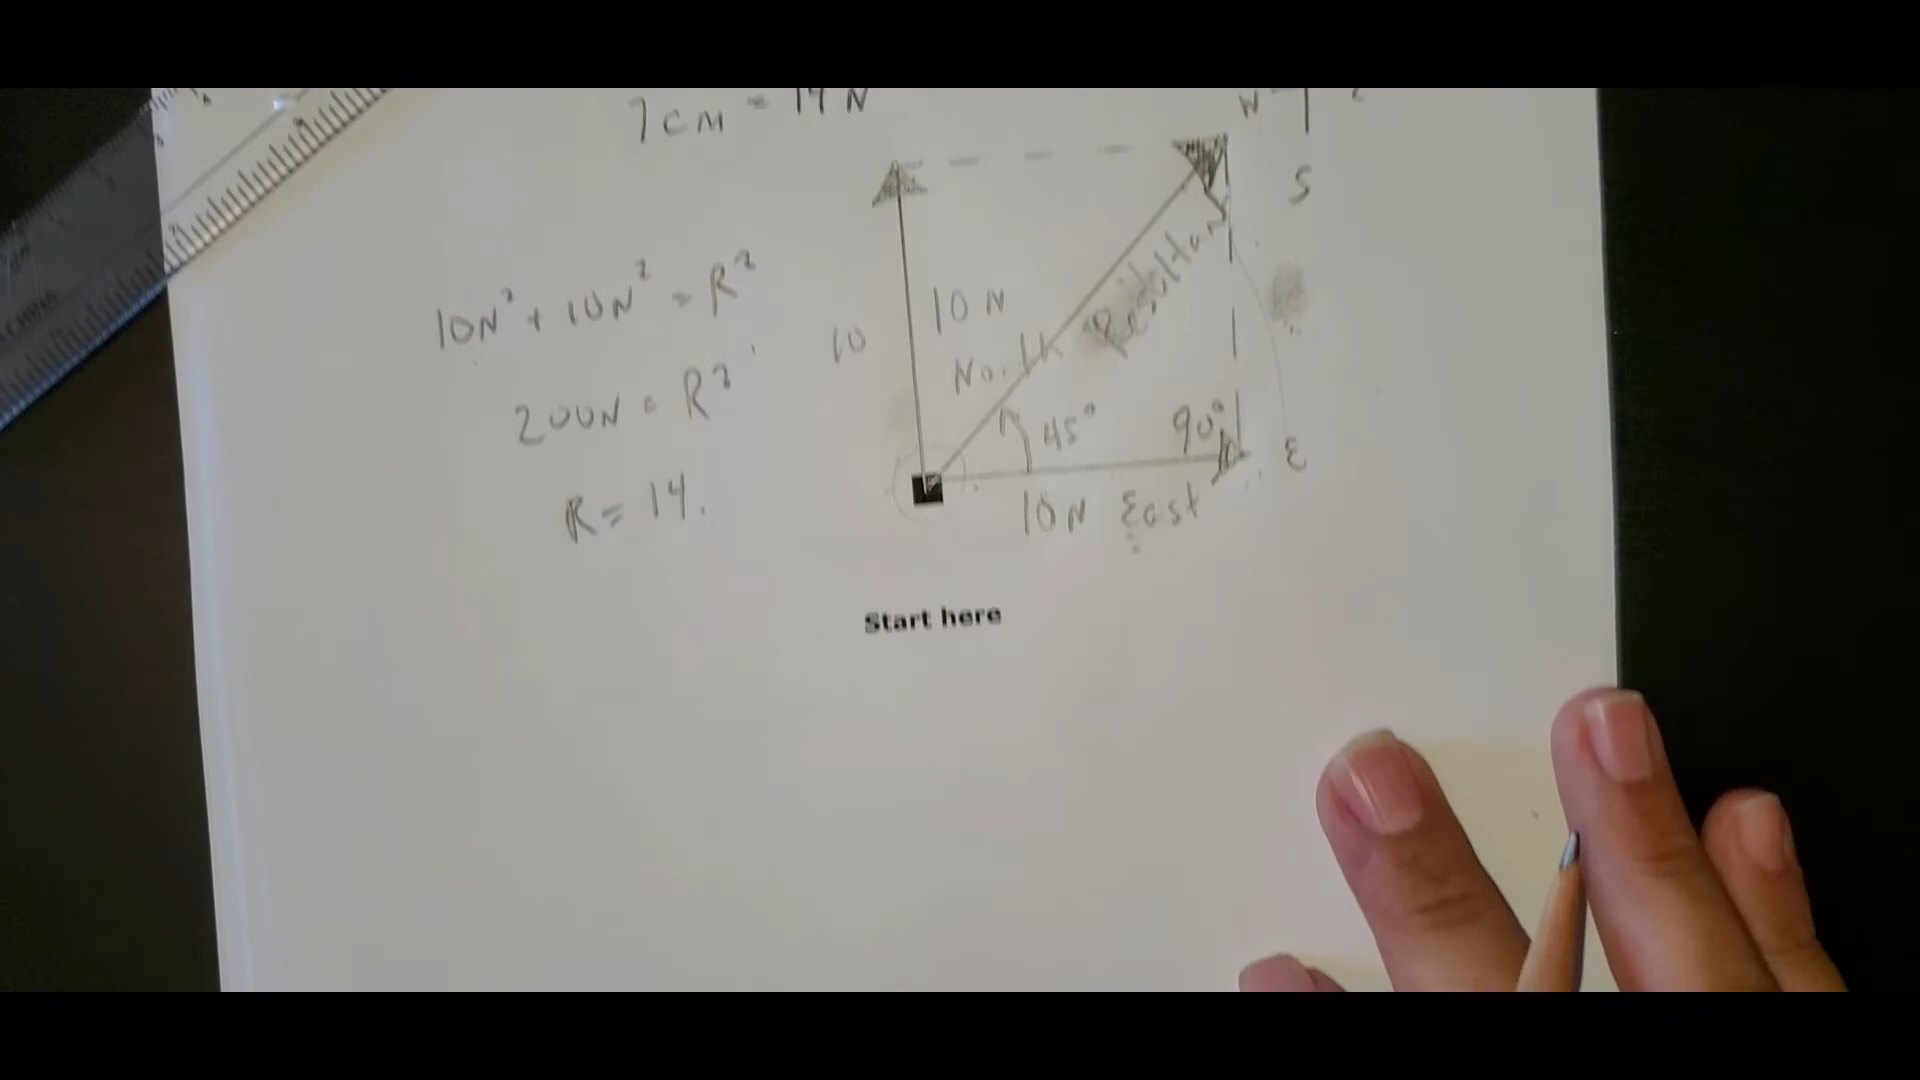 7 CM = 14 N
W E
S
10N² + 10N² = R²
200N = R²
R = 14.
10
10 N
North
Resultant
45°
90°
E
10N East
Start here